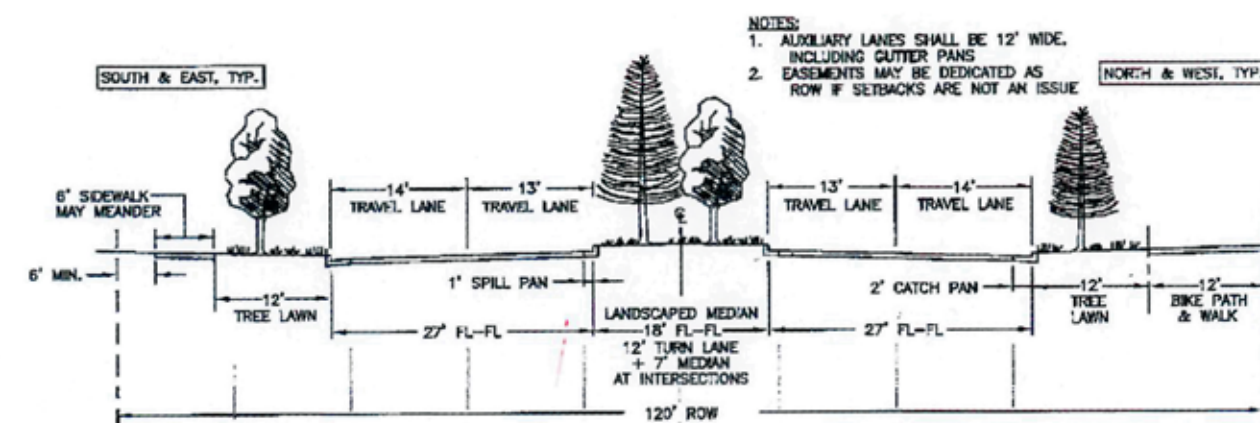 NOTES:
1. AUXILIARY LANES SHALL BE 12' WIDE,
INCLUDING GUTTER PANS
2. EASEMENTS MAY BE DEDICATED AS
ROW IF SETBACKS ARE NOT AN ISSUE
SOUTH & EAST, TYP.
NORTH & WEST, TYP
6' SIDEWALK
MAY MEANDER
14'
TRAVEL LANE
13'
TRAVEL LANE
℄
13'
TRAVEL LANE
14'
TRAVEL LANE
6' MIN.
12'
TREE LAWN
1' SPILL PAN
27' FL-FL
LANDSCAPED MEDIAN
18' FL-FL
12' TURN LANE
+ 7' MEDIAN
AT INTERSECTIONS
2' CATCH PAN
27' FL-FL
12'
TREE
LAWN
12'
BIKE PATH
& WALK
120' ROW